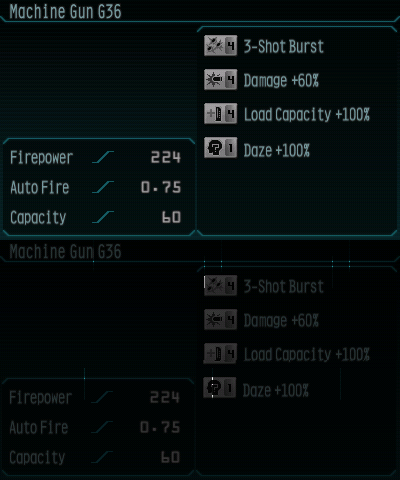 Machine Gun G36
4 3-Shot Burst
4 Damage +60%
4 Load Capacity +100%
1 Daze +100%
Firepower 224
Auto Fire 0.75
Capacity 60
Machine Gun G36
4 3-Shot Burst
4 Damage +60%
4 Load Capacity +100%
1 Daze +100%
Firepower 224
Auto Fire 0.75
Capacity 60